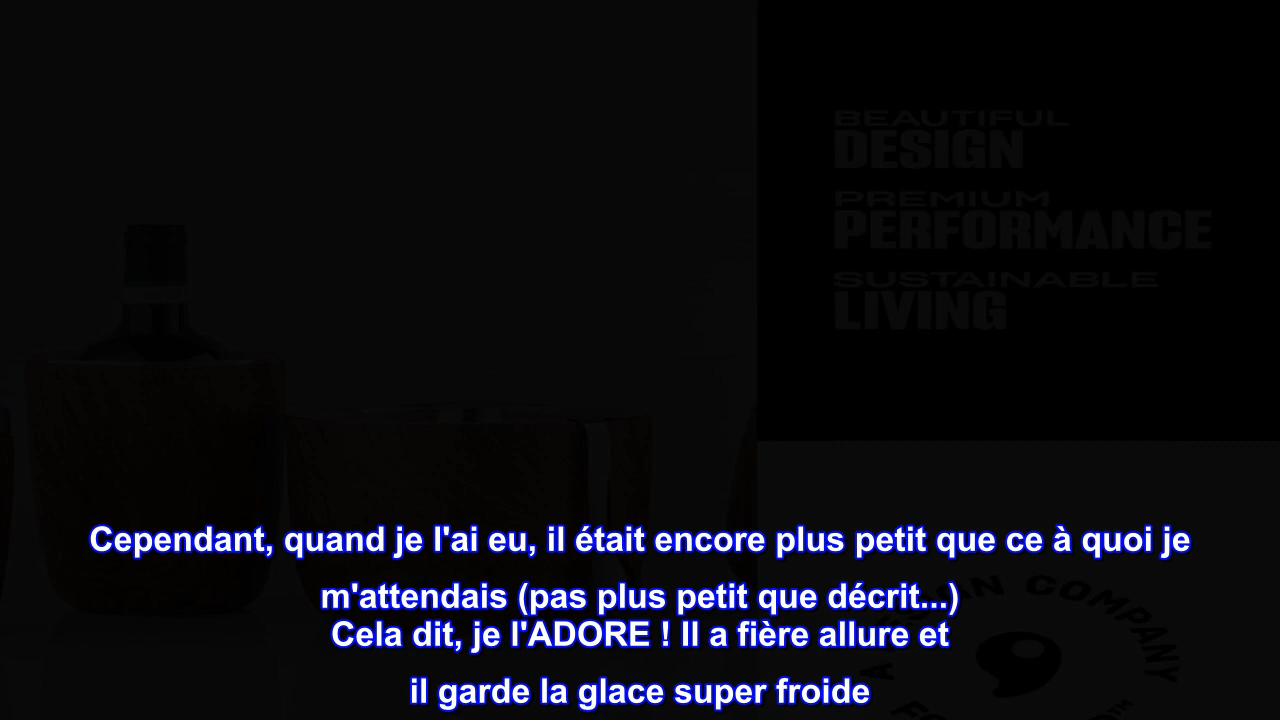 BEAUTIFUL
DESIGN
PREMIUM
PERFORMANCE
SUSTAINABLE
LIVING
Cependant, quand je l'ai eu, il était encore plus petit que ce à quoi je
m'attendais (pas plus petit que décrit...)
Cela dit, je l'ADORE ! Il a fière allure et
il garde la glace super froide
COMPANY
A